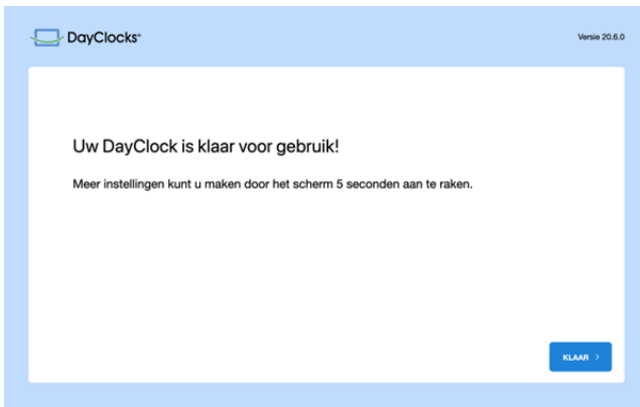 DayClocks®
Versie 20.6.0
Uw DayClock is klaar voor gebruik!
Meer instellingen kunt u maken door het scherm 5 seconden aan te raken.
KLAAR >